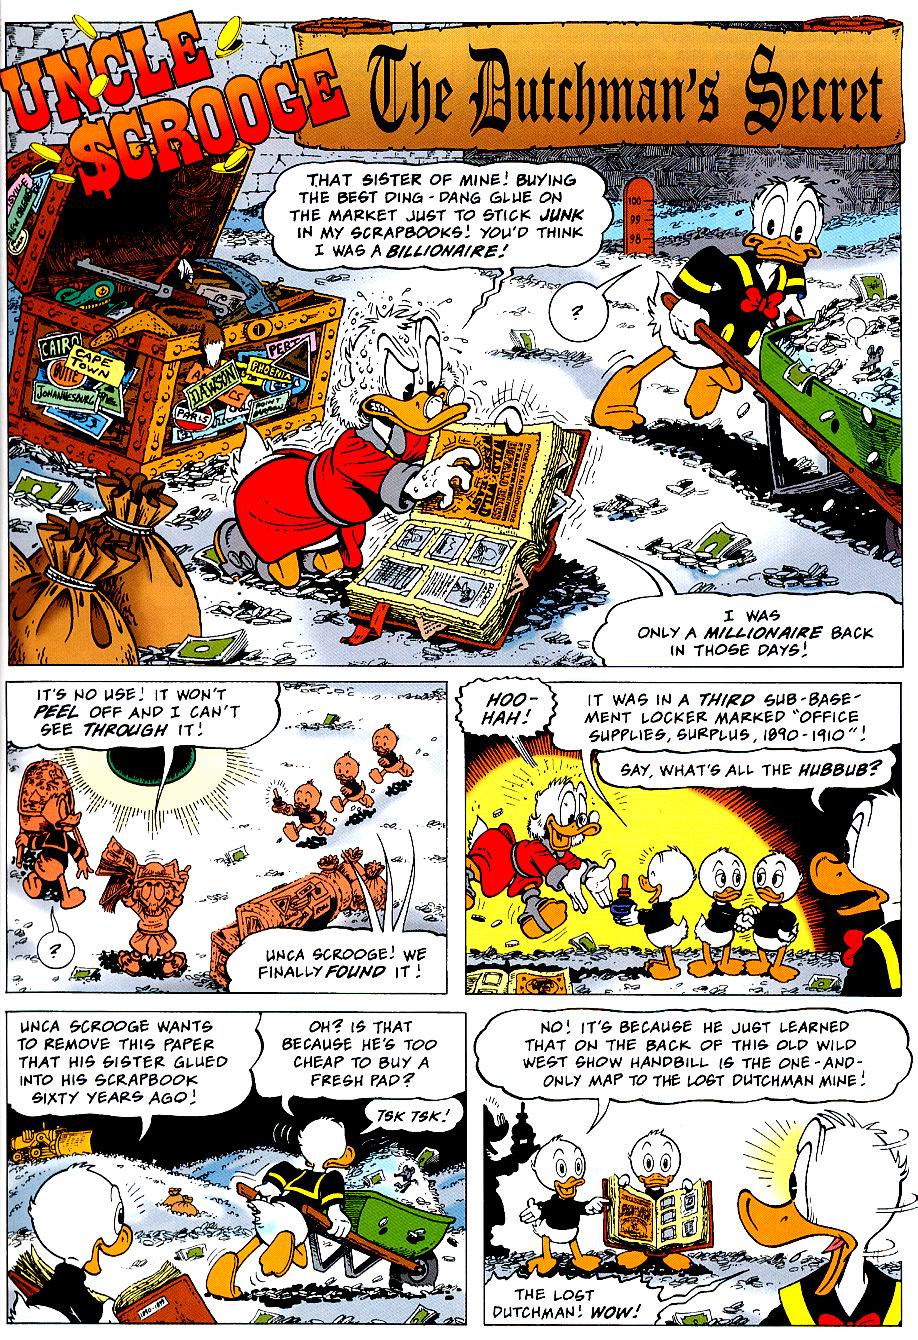 UNCLE
$CROOGE
The Dutchman's Secret
THAT SISTER OF MINE! BUYING
THE BEST DING-DANG GLUE ON
THE MARKET JUST TO STICK JUNK
IN MY SCRAPBOOKS! YOU'D THINK
I WAS A BILLIONAIRE!
100
99
98
?
CAIRO
CAPE
TOWN
JOHANNESBURG
DAWSON
PARIS
PERT
WILD
WEST
I WAS
ONLY A MILLIONAIRE BACK
IN THOSE DAYS!
IT'S NO USE! IT WON'T
PEEL OFF AND I CAN'T
SEE THROUGH IT!
?
UNCA SCROOGE! WE
FINALLY FOUND IT!
HOO-
HAH!
IT WAS IN A THIRD SUB-BASE-
MENT LOCKER MARKED "OFFICE
SUPPLIES, SURPLUS, 1890-1910"!
SAY, WHAT'S ALL THE HUBBUB?
UNCA SCROOGE WANTS
TO REMOVE THIS PAPER
THAT HIS SISTER GLUED
INTO HIS SCRAPBOOK
SIXTY YEARS AGO!
OH? IS THAT
BECAUSE HE'S TOO
CHEAP TO BUY A
FRESH PAD?
TSK TSK!
1890-1899
NO! IT'S BECAUSE HE JUST LEARNED
THAT ON THE BACK OF THIS OLD WILD
WEST SHOW HANDBILL IS THE ONE-AND-
ONLY MAP TO THE LOST DUTCHMAN MINE!
THE LOST
DUTCHMAN! WOW!